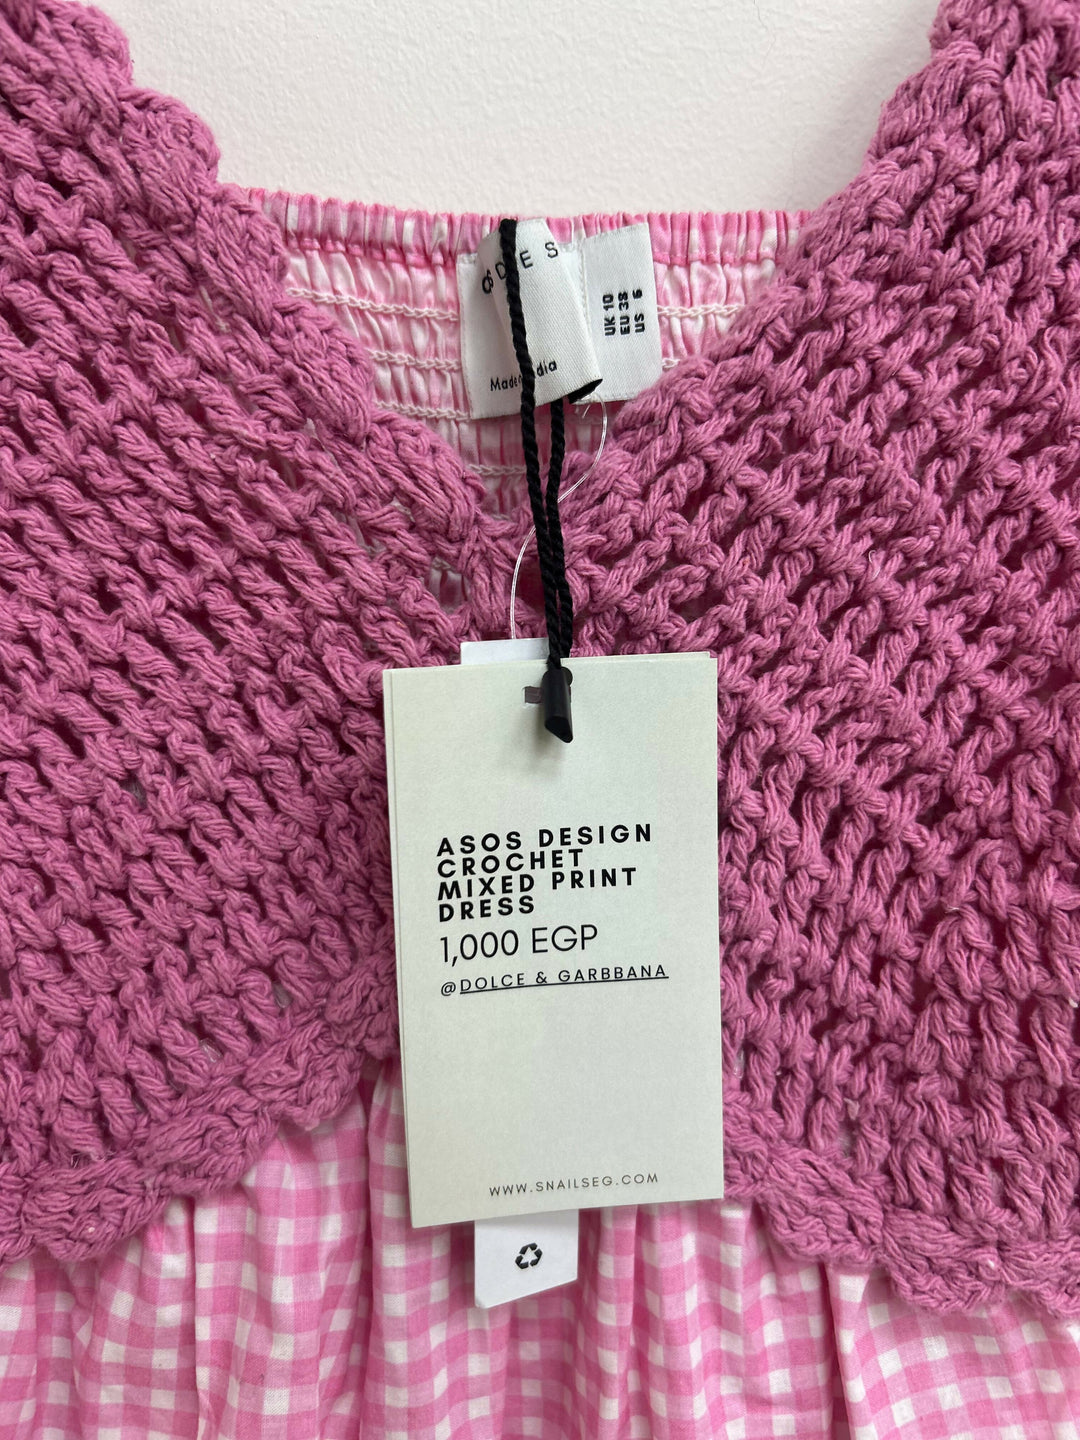 UK 10
EU 38
US 6
Made
ASOS DESIGN
CROCHET
MIXED PRINT
DRESS
1,000 EGP
@DOLCE & GARBBANA
WWW.SNAILSEG.COM